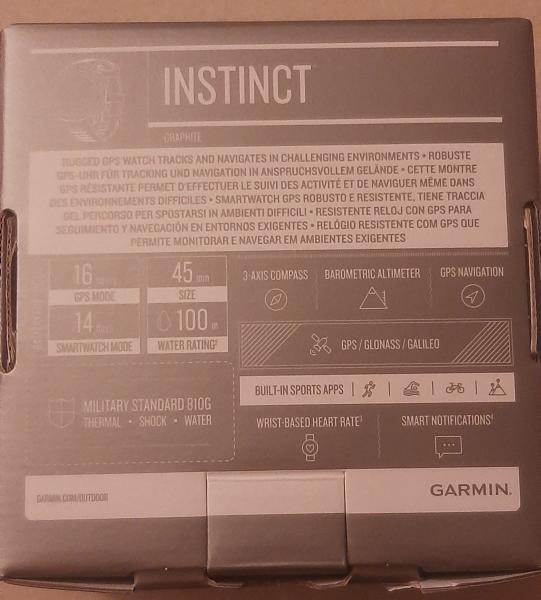 INSTINCT
GRAPHITE
RUGGED GPS WATCH TRACKS AND NAVIGATES IN CHALLENGING ENVIRONMENTS • ROBUSTE
GPS-UHR FÜR TRACKING UND NAVIGATION IN ANSPRUCHSVOLLEM GELÄNDE • CETTE MONTRE
GPS RÉSISTANTE PERMET D'EFFECTUER LE SUIVI DES ACTIVITÉ ET DE NAVIGUER MÊME DANS
DES ENVIRONNEMENTS DIFFICILES • SMARTWATCH GPS ROBUSTO E RESISTENTE, TIENE TRACCIA
DEL PERCORSO PER SPOSTARSI IN AMBIENTI DIFFICILI • RESISTENTE RELOJ CON GPS PARA
SEGUIMIENTO Y NAVEGACIÓN EN ENTORNOS EXIGENTES • RELÓGIO RESISTENTE COM GPS QUE
PERMITE MONITORAR E NAVEGAR EM AMBIENTES EXIGENTES
16
GPS MODE
45 mm
SIZE
14 days
SMARTWATCH MODE
100 m
WATER RATING²
3-AXIS COMPASS
BAROMETRIC ALTIMETER
GPS NAVIGATION
GPS / GLONASS / GALILEO
BUILT-IN SPORTS APPS
MILITARY STANDARD 810G
THERMAL • SHOCK • WATER
WRIST-BASED HEART RATE³
SMART NOTIFICATIONS⁴
GARMIN.COM/OUTDOOR
GARMIN.